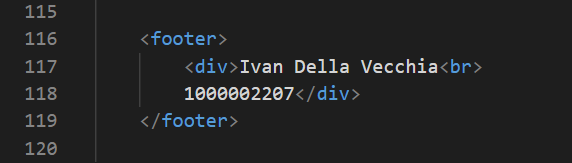 115
116 <footer>
117 <div>Ivan Della Vecchia<br>
118 1000002207</div>
119 </footer>
120